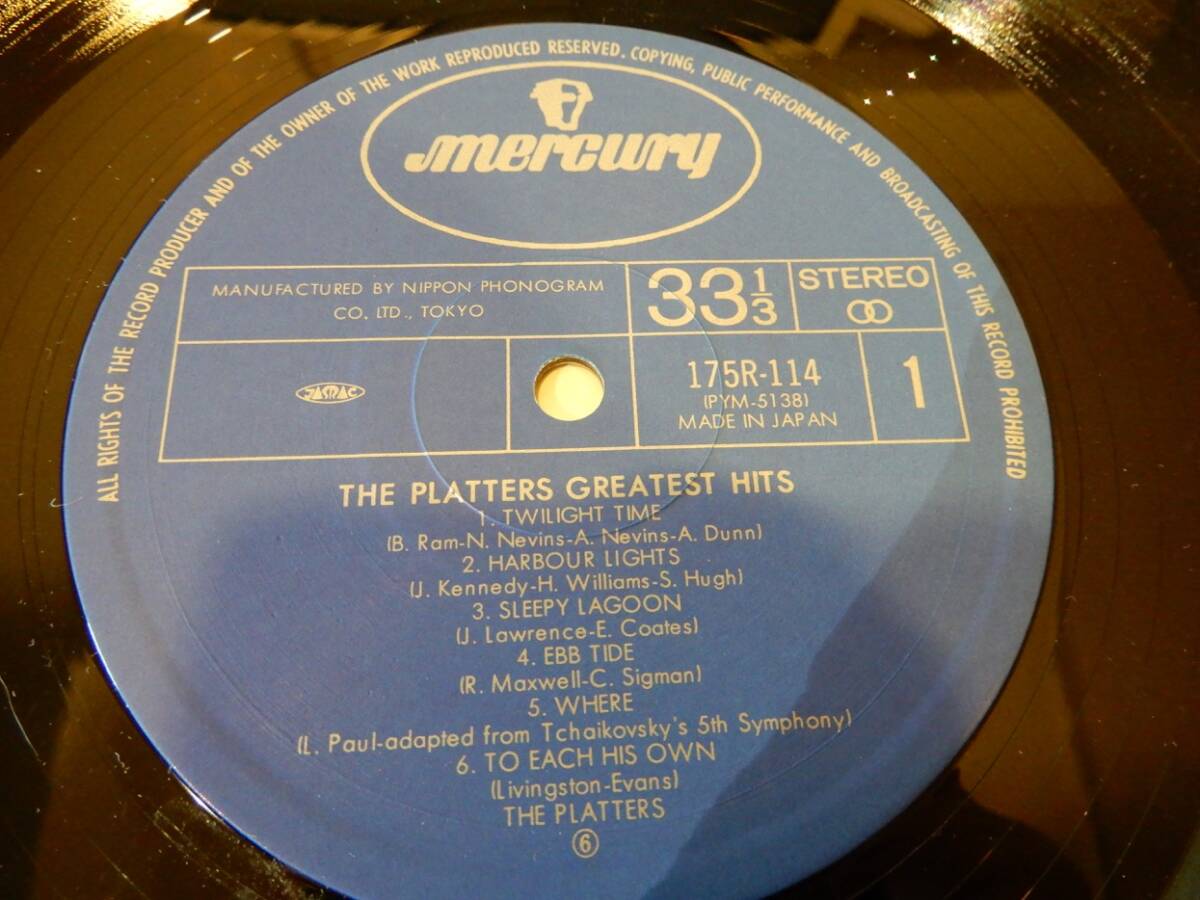 ALL RIGHTS OF THE RECORD PRODUCER AND OF THE OWNER OF THE WORK REPRODUCED RESERVED. COPYING, PUBLIC PERFORMANCE AND BROADCASTING OF THIS RECORD PROHIBITED
mercury
MANUFACTURED BY NIPPON PHONOGRAM
CO. LTD., TOKYO
33 1/3
STEREO
JASRAC
175R-114
(PYM-5138)
MADE IN JAPAN
1
THE PLATTERS GREATEST HITS
1. TWILIGHT TIME
(B. Ram-N. Nevins-A. Nevins-A. Dunn)
2. HARBOUR LIGHTS
(J. Kennedy-H. Williams-S. Hugh)
3. SLEEPY LAGOON
(J. Lawrence-E. Coates)
4. EBB TIDE
(R. Maxwell-C. Sigman)
5. WHERE
(L. Paul-adapted from Tchaikovsky's 5th Symphony)
6. TO EACH HIS OWN
(Livingston-Evans)
THE PLATTERS
⑥